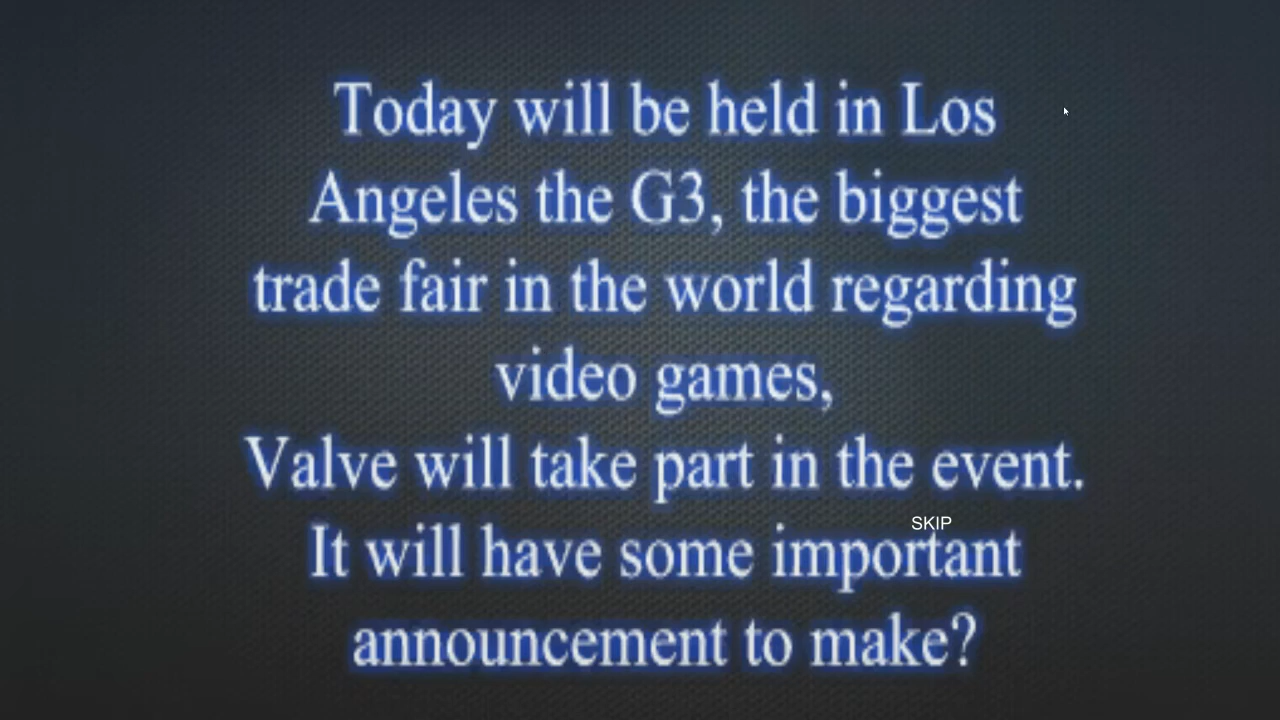 Today will be held in Los
Angeles the G3, the biggest
trade fair in the world regarding
video games,
Valve will take part in the event.
SKIP
It will have some important
announcement to make?